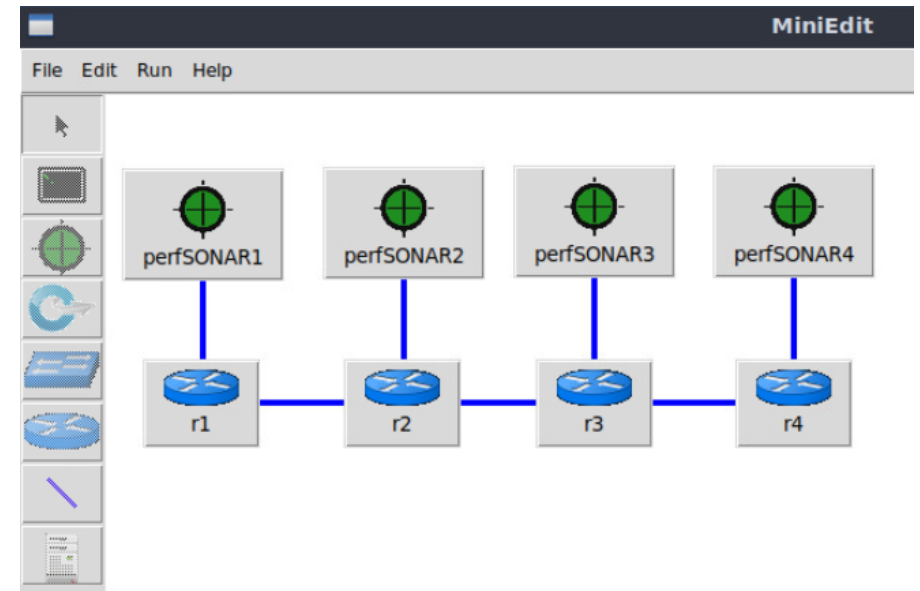 MiniEdit
File Edit Run Help
perfSONAR1 perfSONAR2 perfSONAR3 perfSONAR4
r1 r2 r3 r4